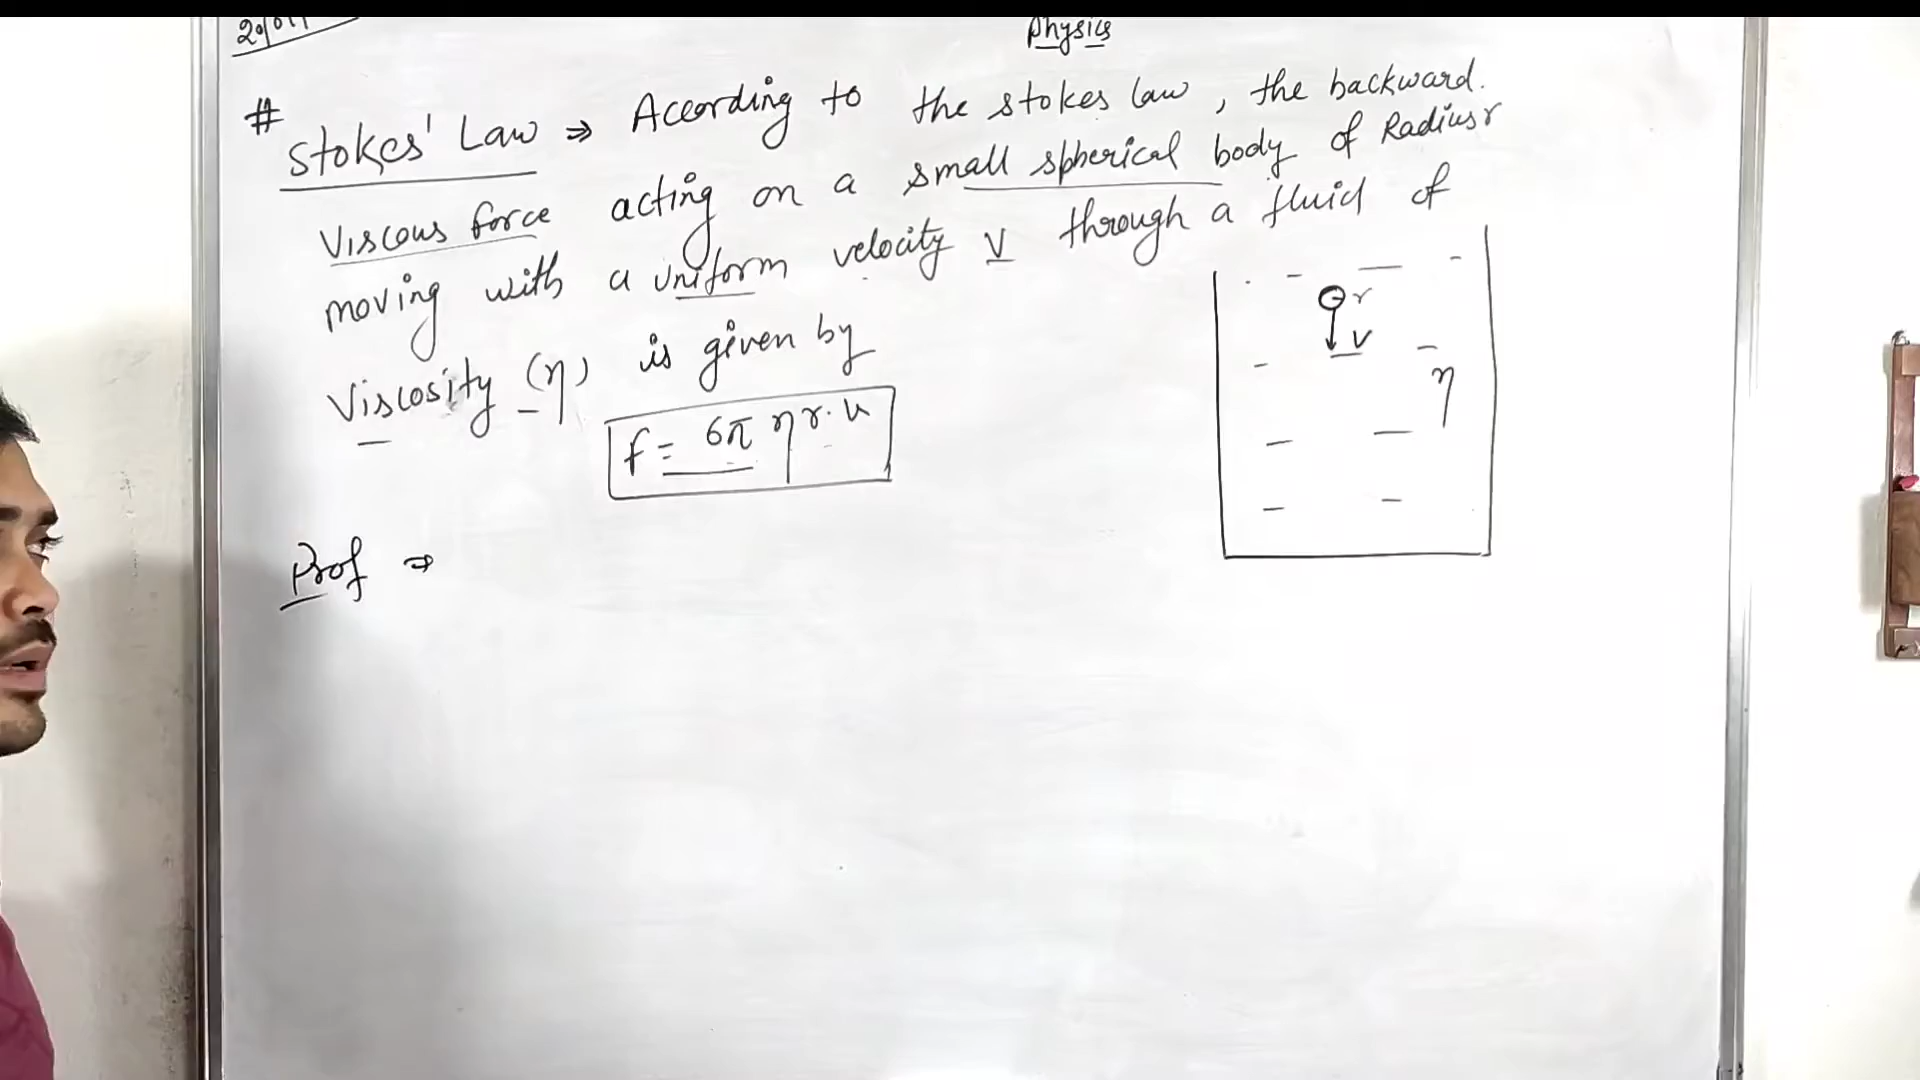 Physics
# Stokes' Law ⇒ According to the stokes law, the backward.
Viscous force acting on a small spherical body of Radius r
moving with a uniform velocity v through a fluid of
Viscosity (η) is given by
f = 6π η r. u
r
v
η
Prof ⇒